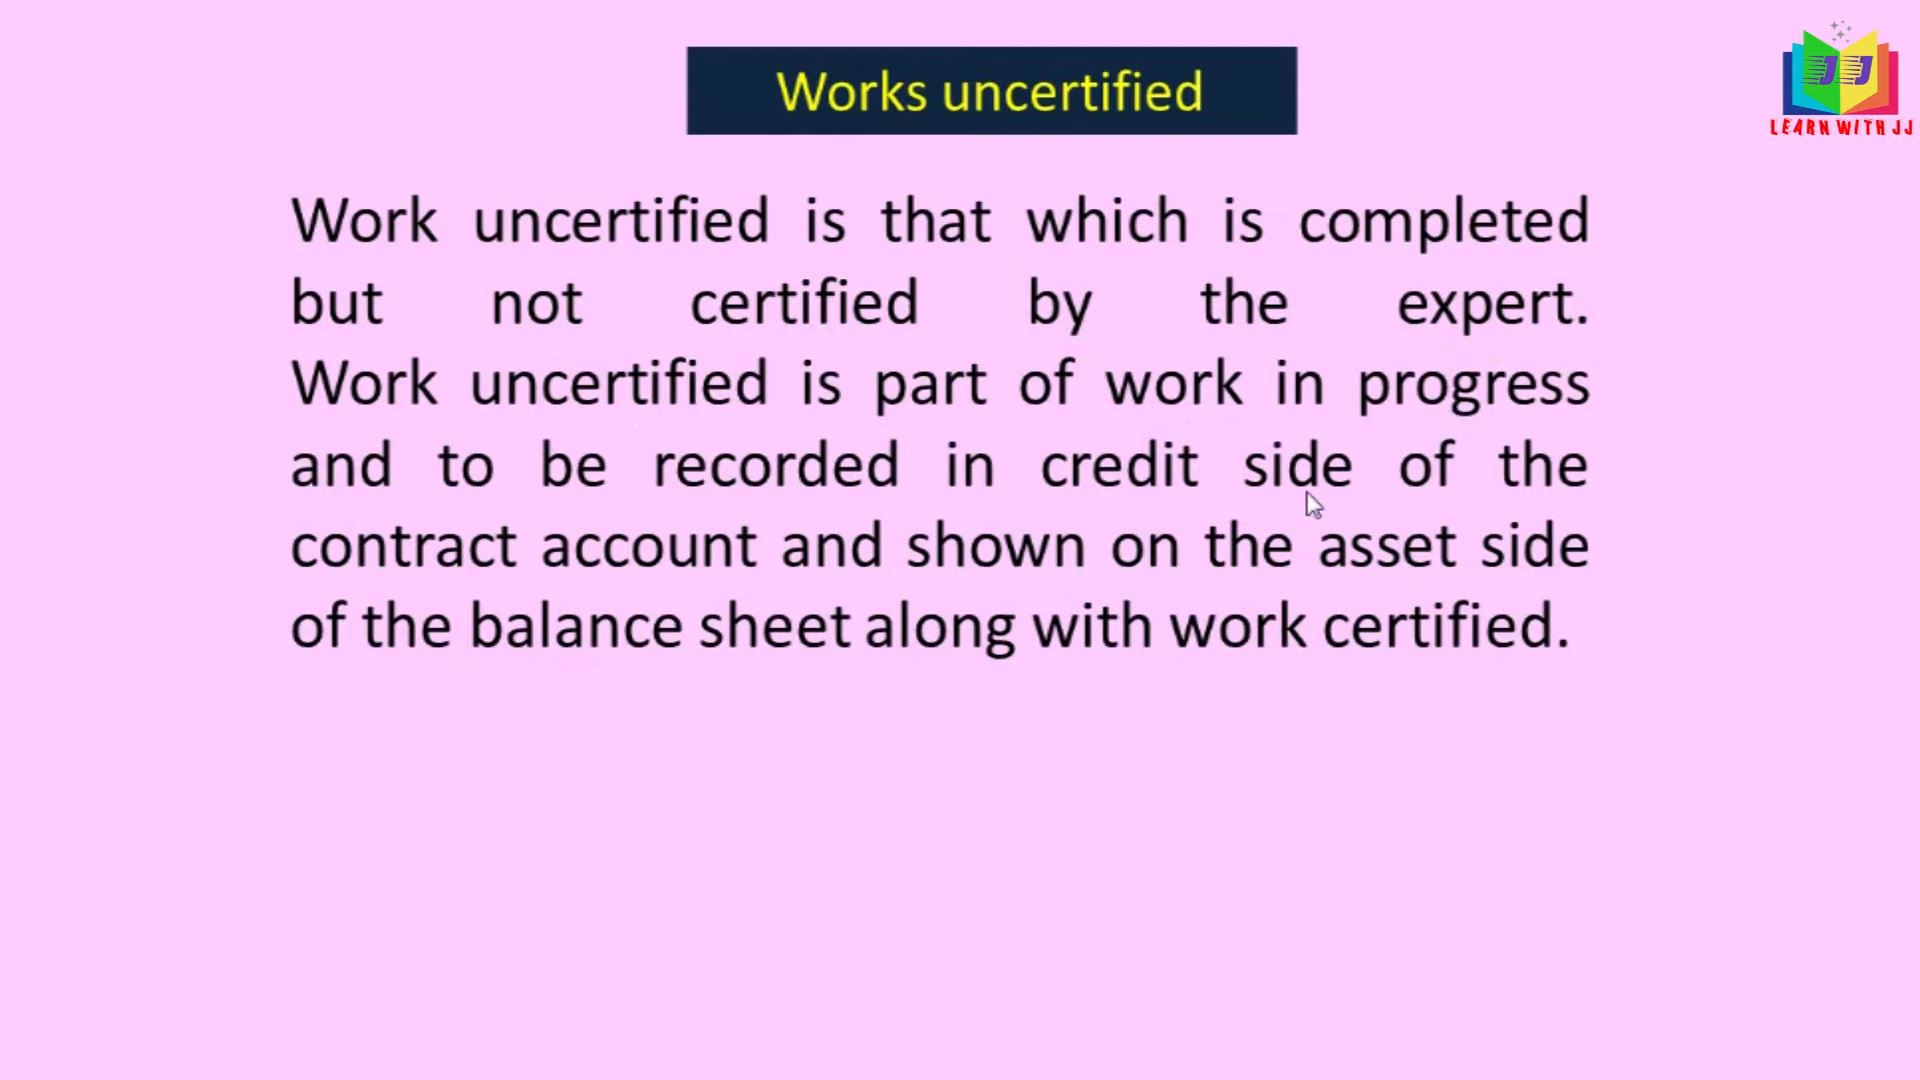 Works uncertified
Work uncertified is that which is completed
but not certified by the expert.
Work uncertified is part of work in progress
and to be recorded in credit side of the
contract account and shown on the asset side
of the balance sheet along with work certified.
JJ
LEARN WITH JJ